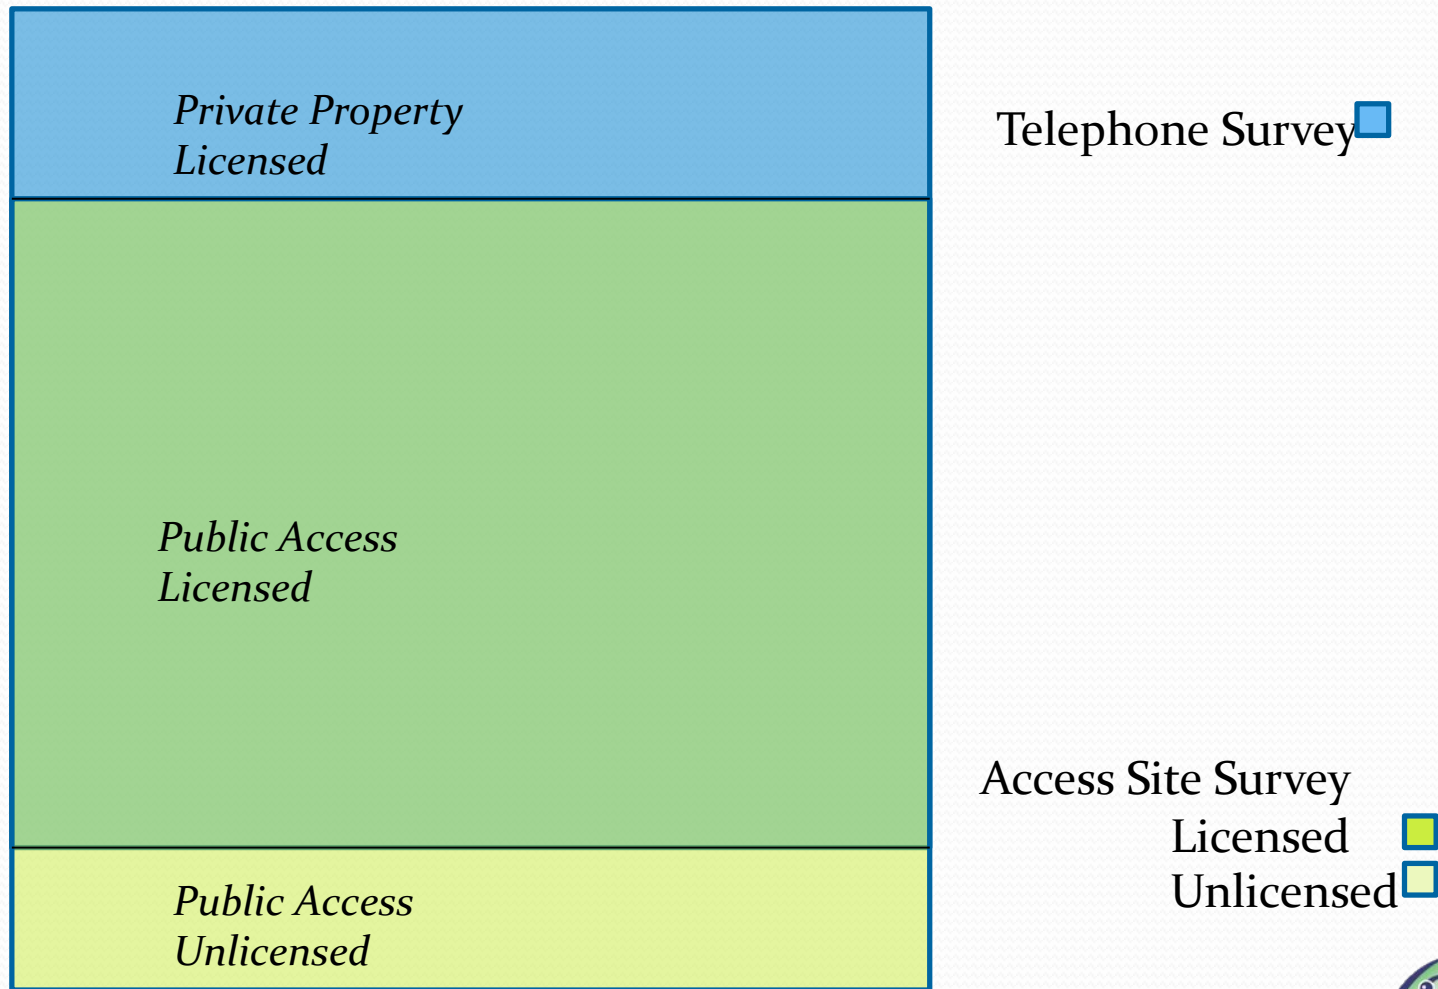 Private Property
Licensed
Telephone Survey
Public Access
Licensed
Access Site Survey
Licensed
Unlicensed
Public Access
Unlicensed